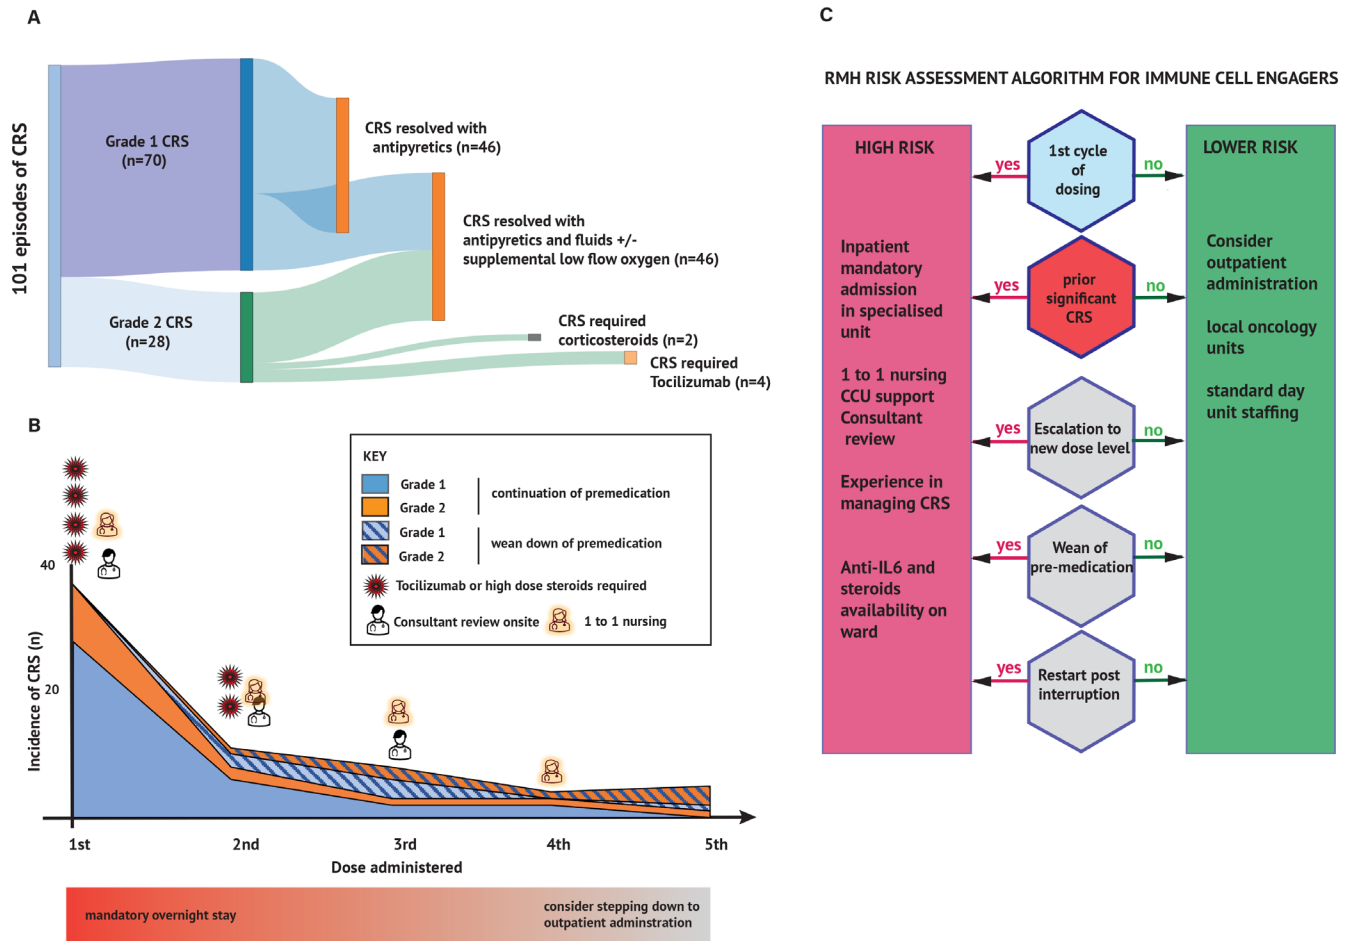 A
101 episodes of CRS
Grade 1 CRS
(n=70)
Grade 2 CRS
(n=28)
CRS resolved with
antipyretics (n=46)
CRS resolved with
antipyretics and fluids +/-
supplemental low flow oxygen (n=46)
CRS required
corticosteroids (n=2)
CRS required
Tocilizumab (n=4)
B
KEY
Grade 1
Grade 2
continuation of premedication
Grade 1
Grade 2
wean down of premedication
Tocilizumab or high dose steroids required
Consultant review onsite
1 to 1 nursing
40
20
Incidence of CRS (n)
1st
2nd
3rd
4th
5th
Dose administered
mandatory overnight stay
consider stepping down to
outpatient adminstration
C
RMH RISK ASSESSMENT ALGORITHM FOR IMMUNE CELL ENGAGERS
HIGH RISK
Inpatient
mandatory
admission
in specialised
unit
1 to 1 nursing
CCU support
Consultant
review
Experience in
managing CRS
Anti-IL6 and
steroids
availability on
ward
yes
1st cycle
of
dosing
no
yes
prior
significant
CRS
no
yes
Escalation to
new dose level
no
yes
Wean of
pre-medication
no
yes
Restart post
interruption
no
LOWER RISK
Consider
outpatient
administration
local oncology
units
standard day
unit staffing